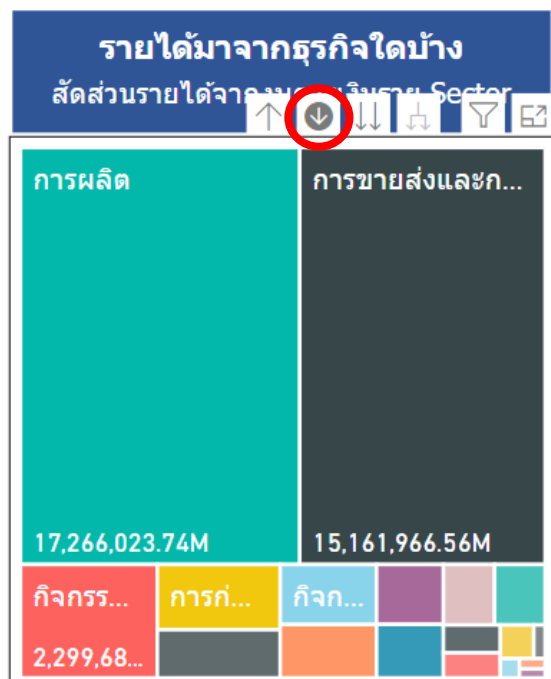 รายได้มาจากธุรกิจใดบ้าง
สัดส่วนรายได้จาก Sector
การผลิต
การขายส่งและก...
17,266,023.74M
15,161,966.56M
กิจกรร...
การก่...
กิจก...
2,299,68...